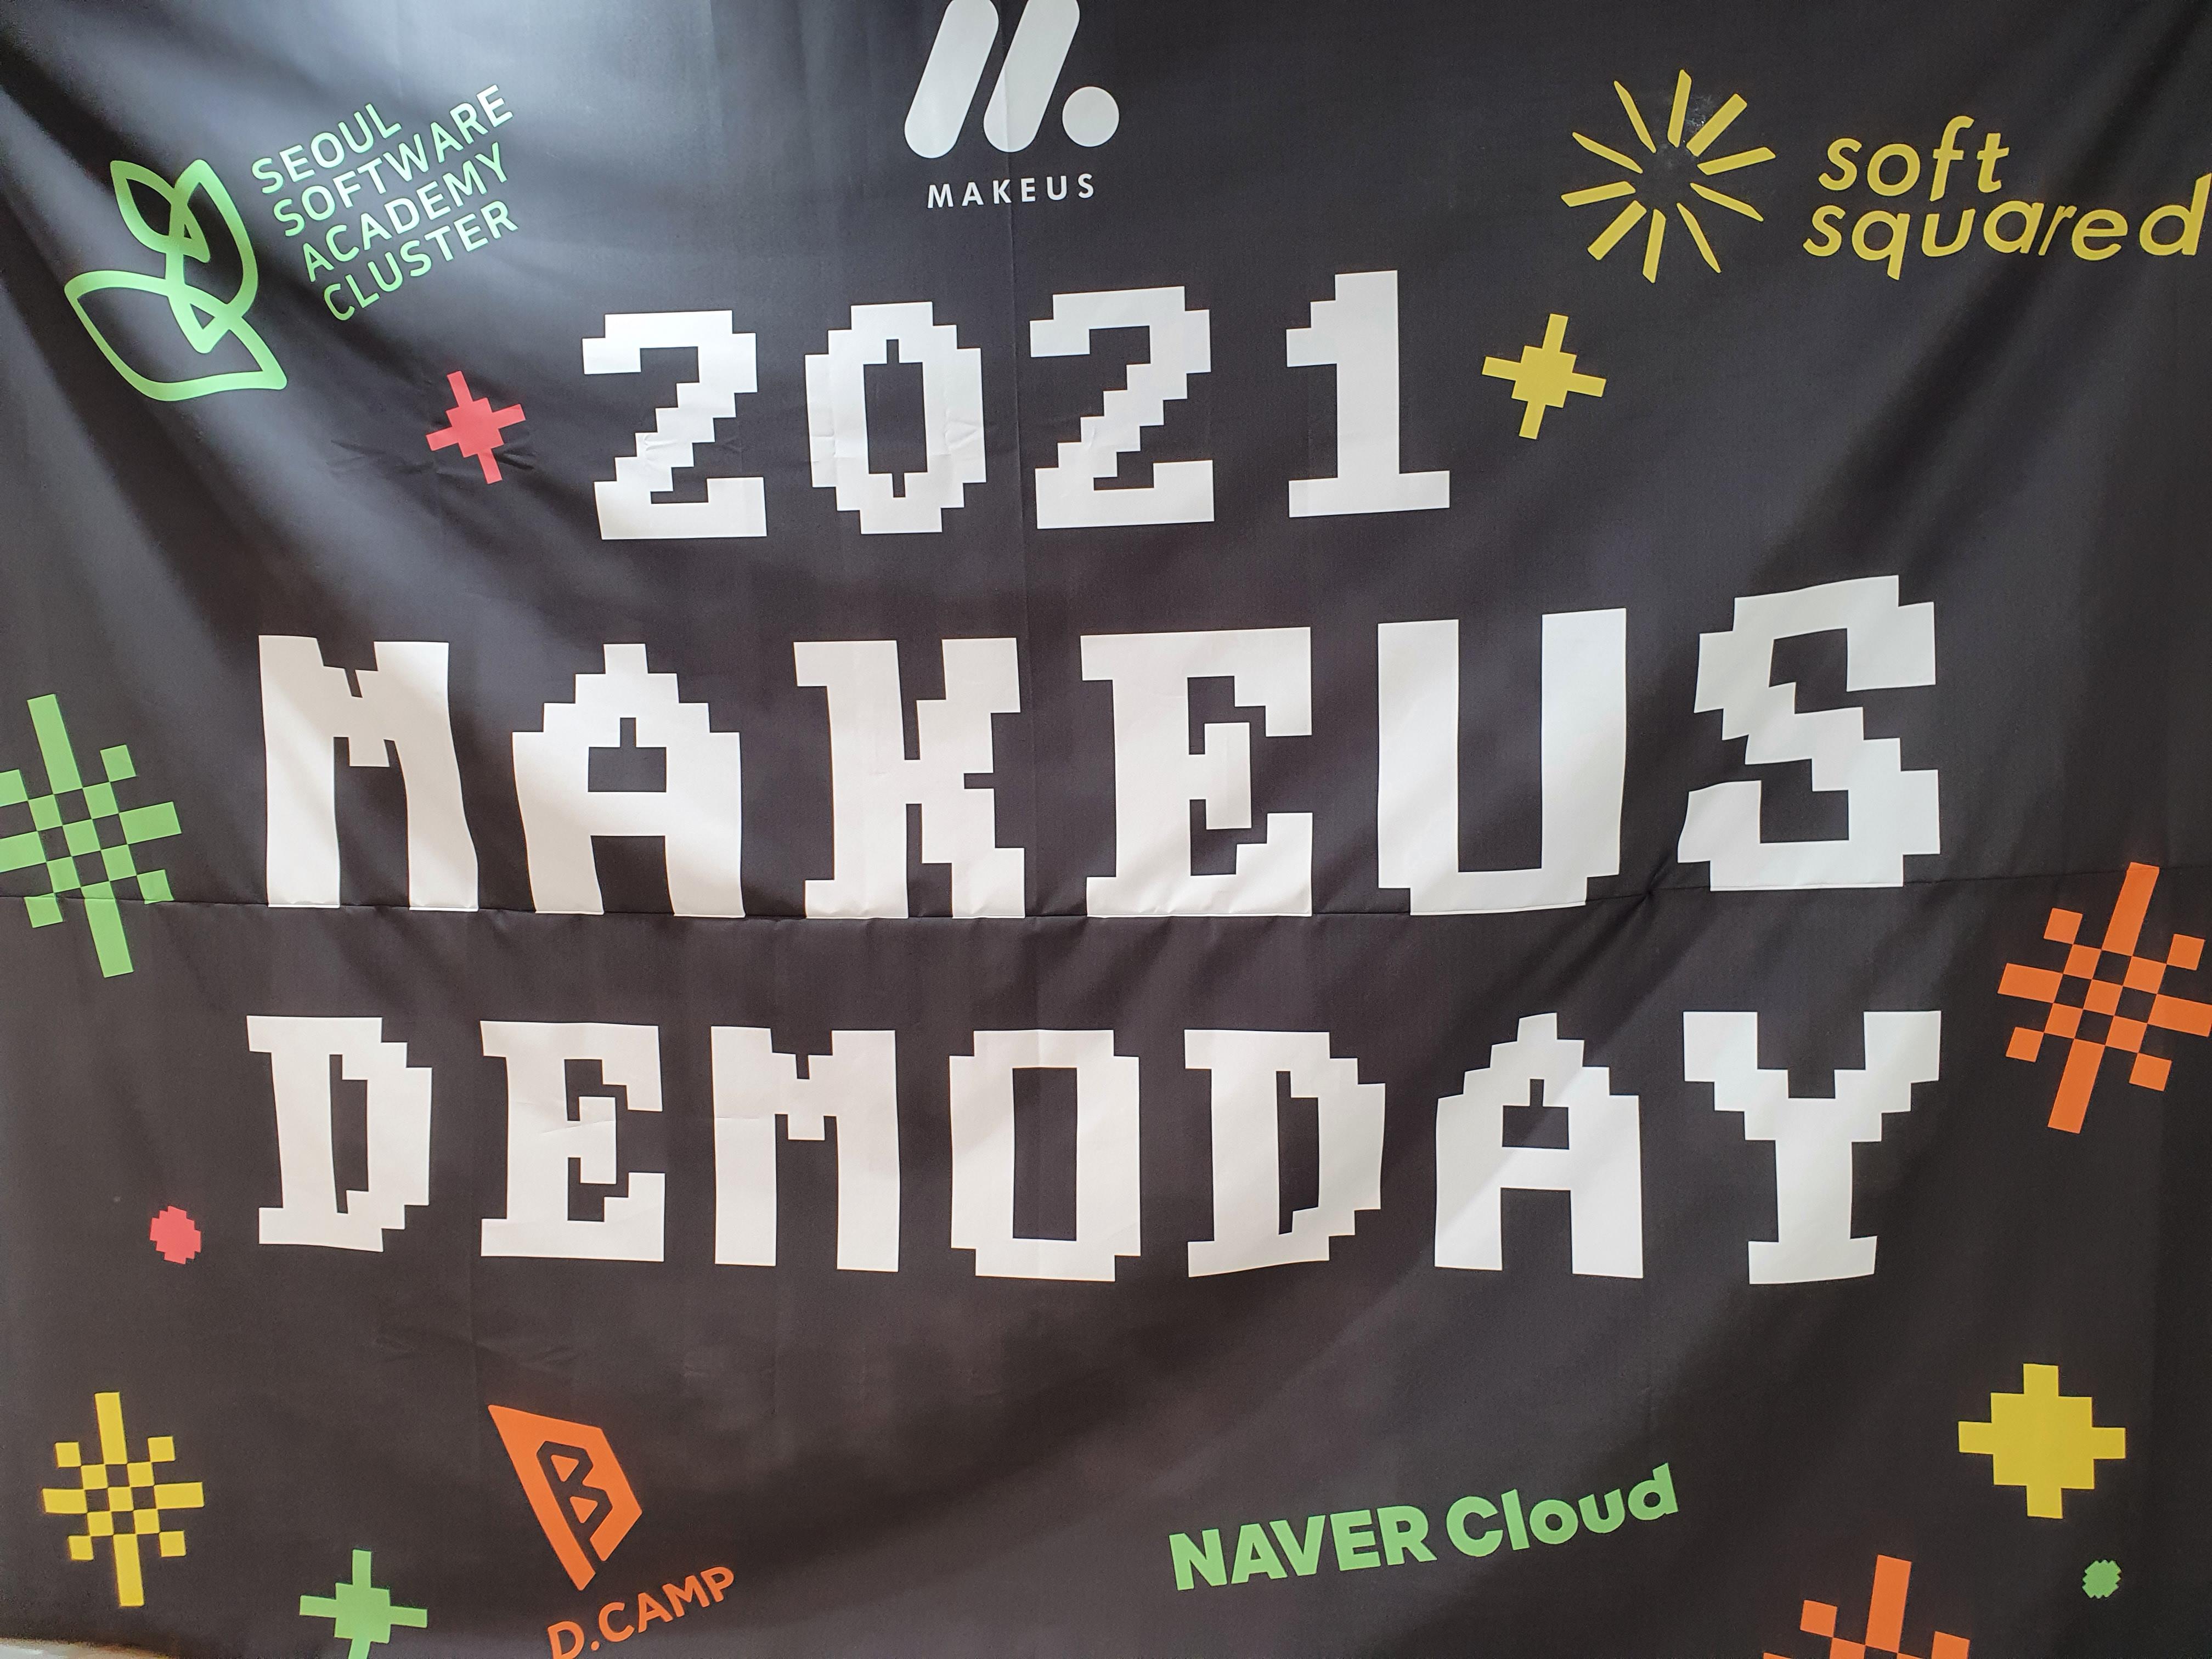 MAKEUS
SEOUL
SOFTWARE
ACADEMY
CLUSTER
soft
squared
2021
MAKEUS
DEMODAY
D.CAMP
NAVER Cloud